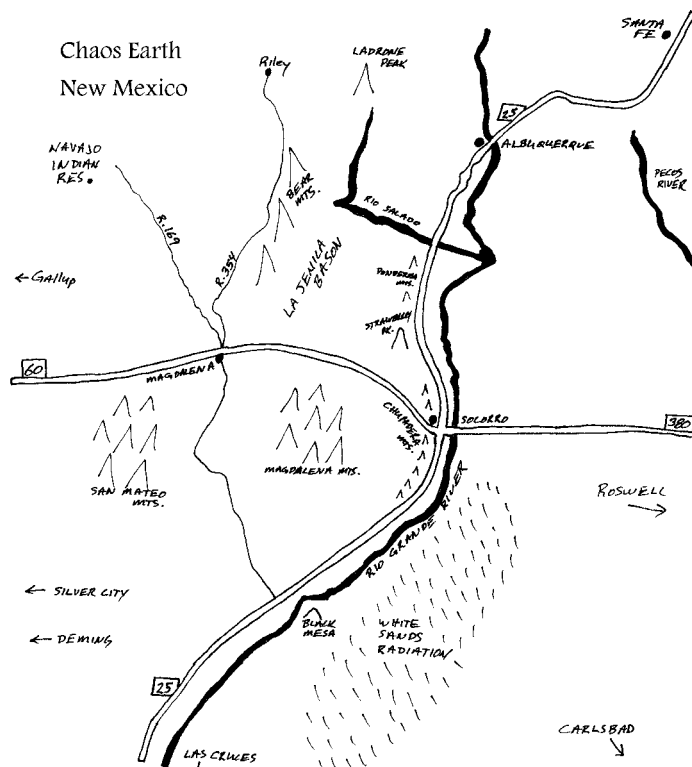 Chaos Earth
New Mexico
SANTA
FE
Riley
LADRONE
PEAK
25
ALBUQUERQUE
NAVAJO
INDIAN
RES.
PECOS
RIVER
BEAR
MTS.
R.169
R.354
RIO SALADO
← GALLUP
LA JENILA
BASON
PONDEROA
MTS.
STRAWBERRY
PK.
60
MAGDALENA
CHUMPERA
MTS.
SOCORRO
380
SAN MATEO
MTS.
MAGDALENA MTS.
RIO GRANDE RIVER
ROSWELL
→
← SILVER CITY
← DEMING
BLACK
MESA
WHITE
SANDS
RADIATION
25
LAS CRUCES
CARLSBAD